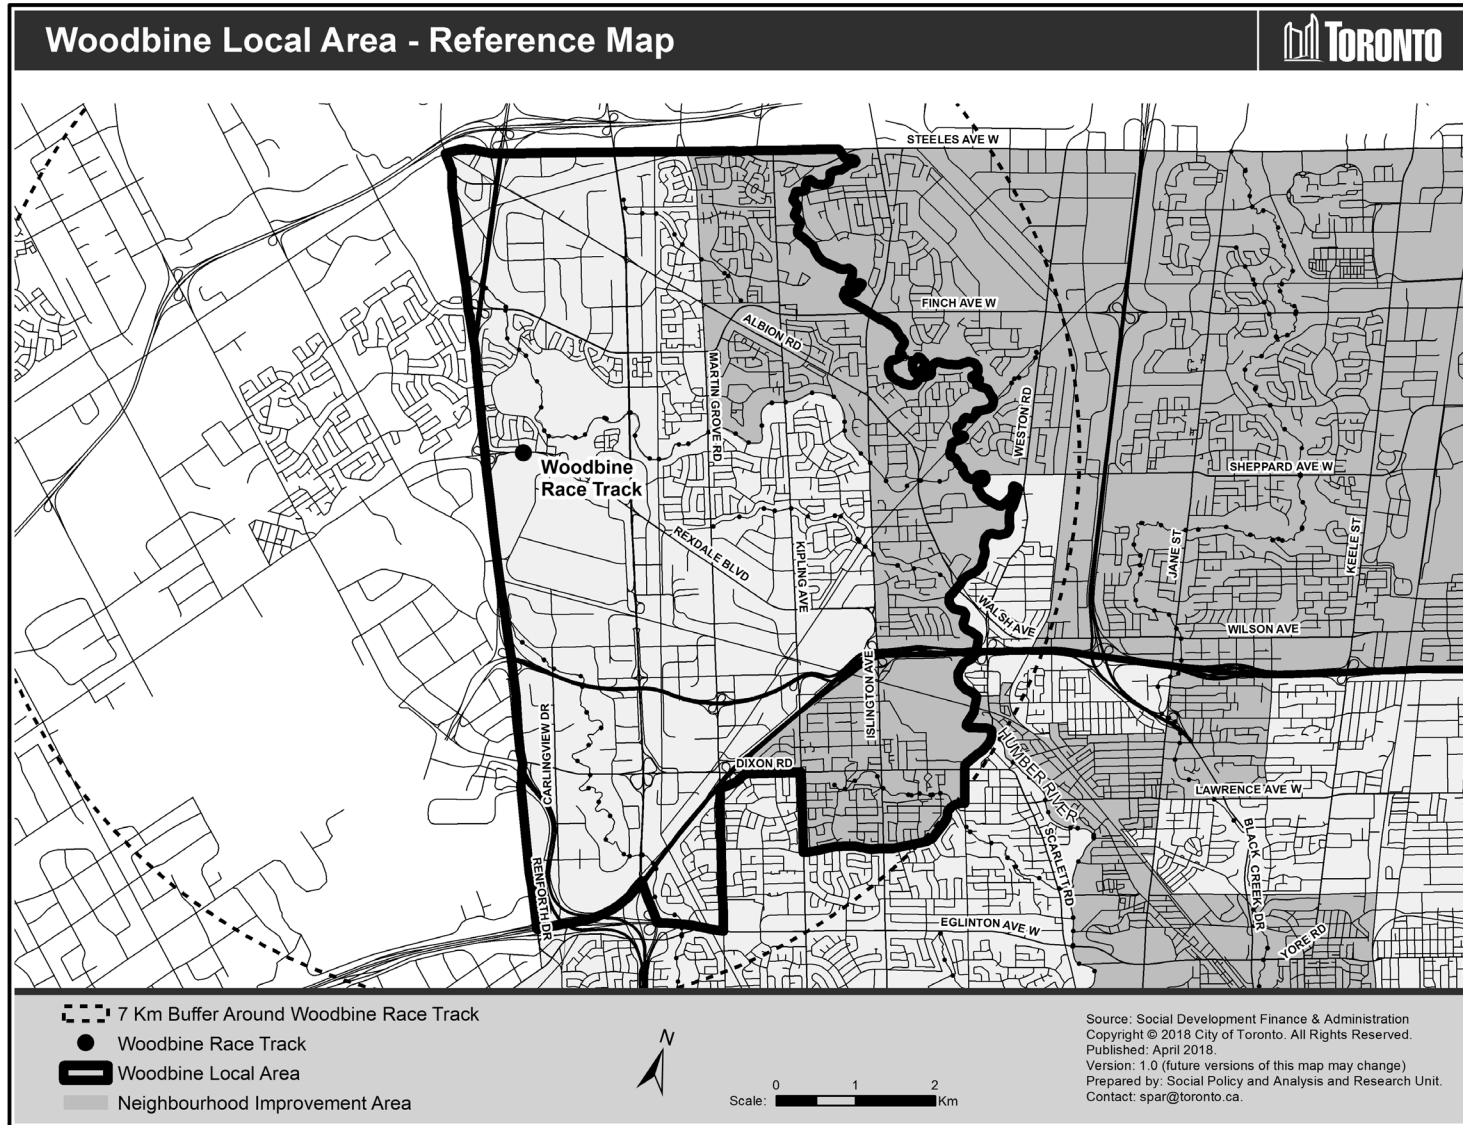 Woodbine Local Area - Reference Map
TORONTO
STEELES AVE W
FINCH AVE W
ALBION RD
MARTIN GROVE RD
WESTON RD
Woodbine
Race Track
SHEPPARD AVE W
REXDALE BLVD
KIPLING AVE
JANE ST
KEELE ST
WALSH AVE
WILSON AVE
ISLINGTON AVE
CARLINGVIEW DR
DIXON RD
HUMBER RIVER
LAWRENCE AVE W
SCARLETT RD
BLACK CREEK DR
RENFORTH DR
EGLINTON AVE W
YORE RD
7 Km Buffer Around Woodbine Race Track
Woodbine Race Track
Woodbine Local Area
Neighbourhood Improvement Area
N
Scale:
0 1 2
Km
Source: Social Development Finance & Administration
Copyright © 2018 City of Toronto. All Rights Reserved.
Published: April 2018.
Version: 1.0 (future versions of this map may change)
Prepared by: Social Policy and Analysis and Research Unit.
Contact: spar@toronto.ca.